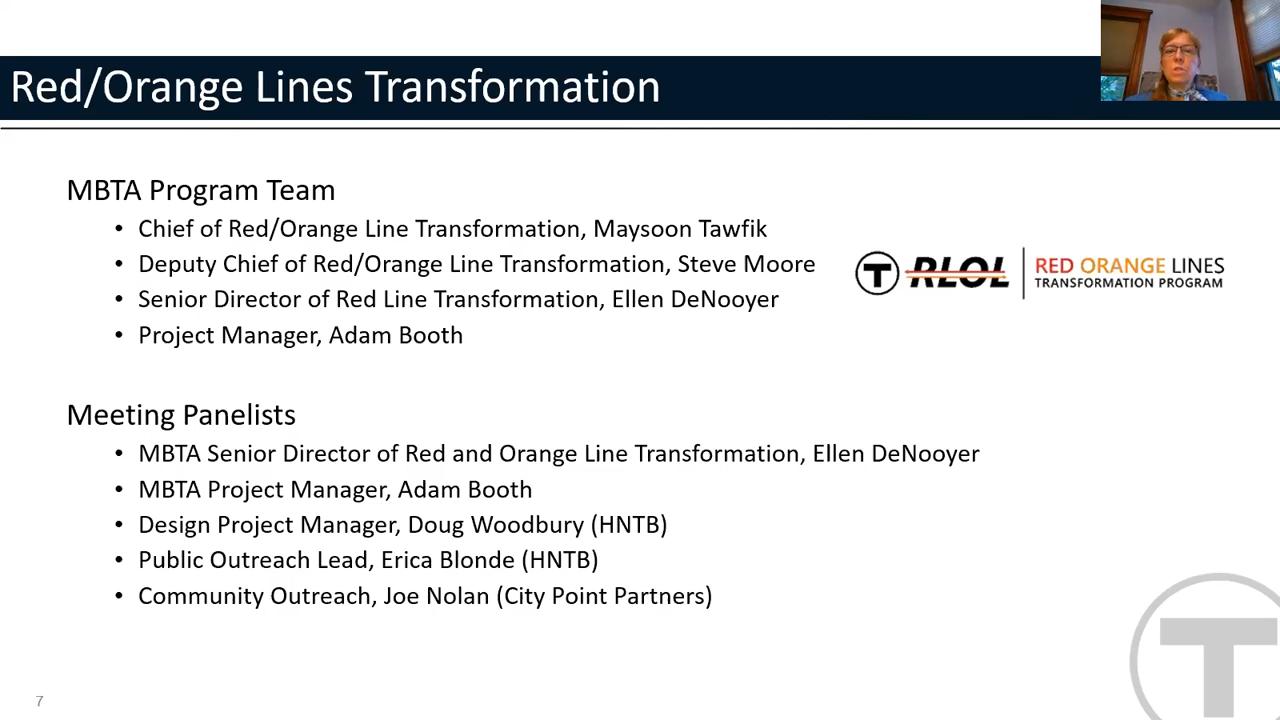 Red/Orange Lines Transformation
MBTA Program Team
• Chief of Red/Orange Line Transformation, Maysoon Tawfik
• Deputy Chief of Red/Orange Line Transformation, Steve Moore
• Senior Director of Red Line Transformation, Ellen DeNooyer
• Project Manager, Adam Booth
T RLOL
RED ORANGE LINES
TRANSFORMATION PROGRAM
Meeting Panelists
• MBTA Senior Director of Red and Orange Line Transformation, Ellen DeNooyer
• MBTA Project Manager, Adam Booth
• Design Project Manager, Doug Woodbury (HNTB)
• Public Outreach Lead, Erica Blonde (HNTB)
• Community Outreach, Joe Nolan (City Point Partners)
T
7